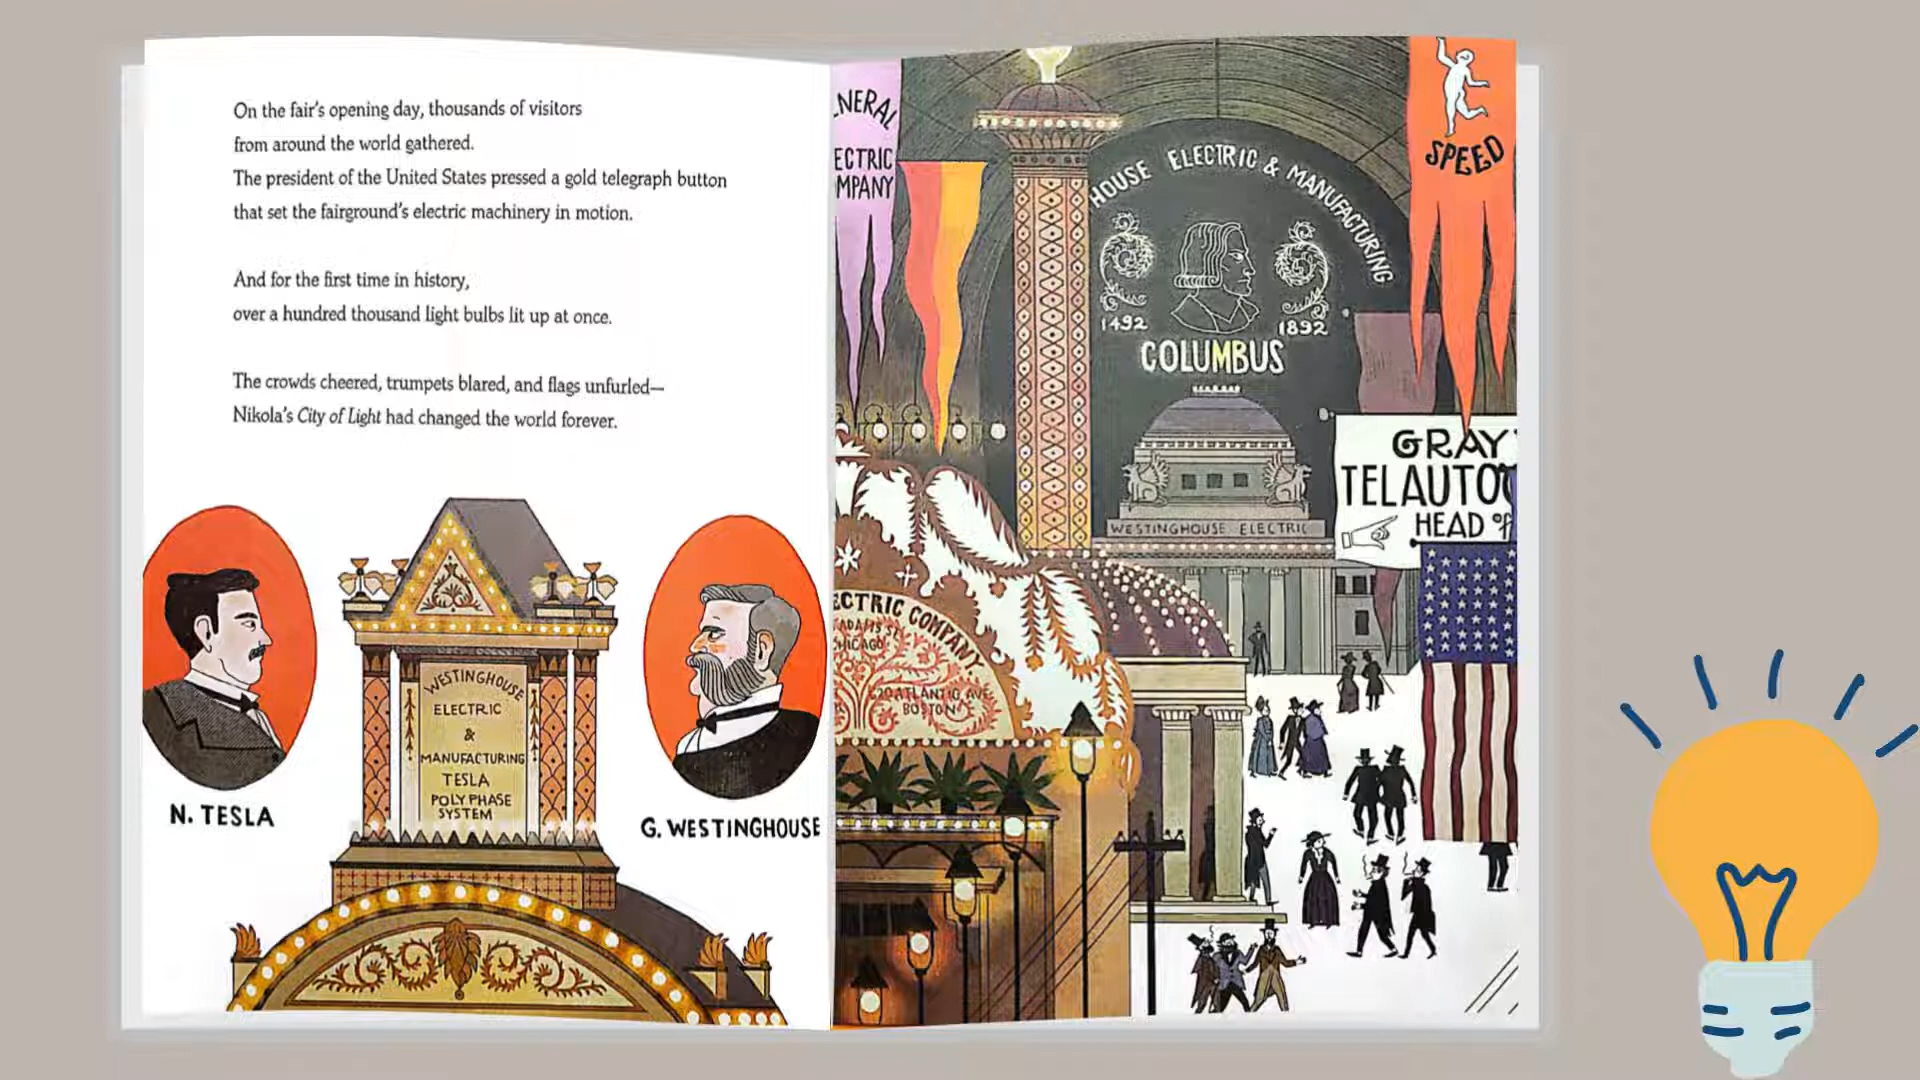 On the fair's opening day, thousands of visitors
from around the world gathered.
The president of the United States pressed a gold telegraph button
that set the fairground's electric machinery in motion.
And for the first time in history,
over a hundred thousand light bulbs lit up at once.
The crowds cheered, trumpets blared, and flags unfurled—
Nikola's City of Light had changed the world forever.
N. TESLA
WESTINGHOUSE
ELECTRIC
&
MANUFACTURING
TESLA
POLYPHASE
SYSTEM
G. WESTINGHOUSE
ENERAL
ECTRIC
MPANY
HOUSE ELECTRIC & MANUFACTURING
1492
1892
COLUMBUS
WESTINGHOUSE ELECTRIC
SPEED
GRAY
TELAUTO
HEAD of
ECTRIC COMPANY
ADAMS ST.
CHICAGO
ATLANTIC AVE.
BOSTON